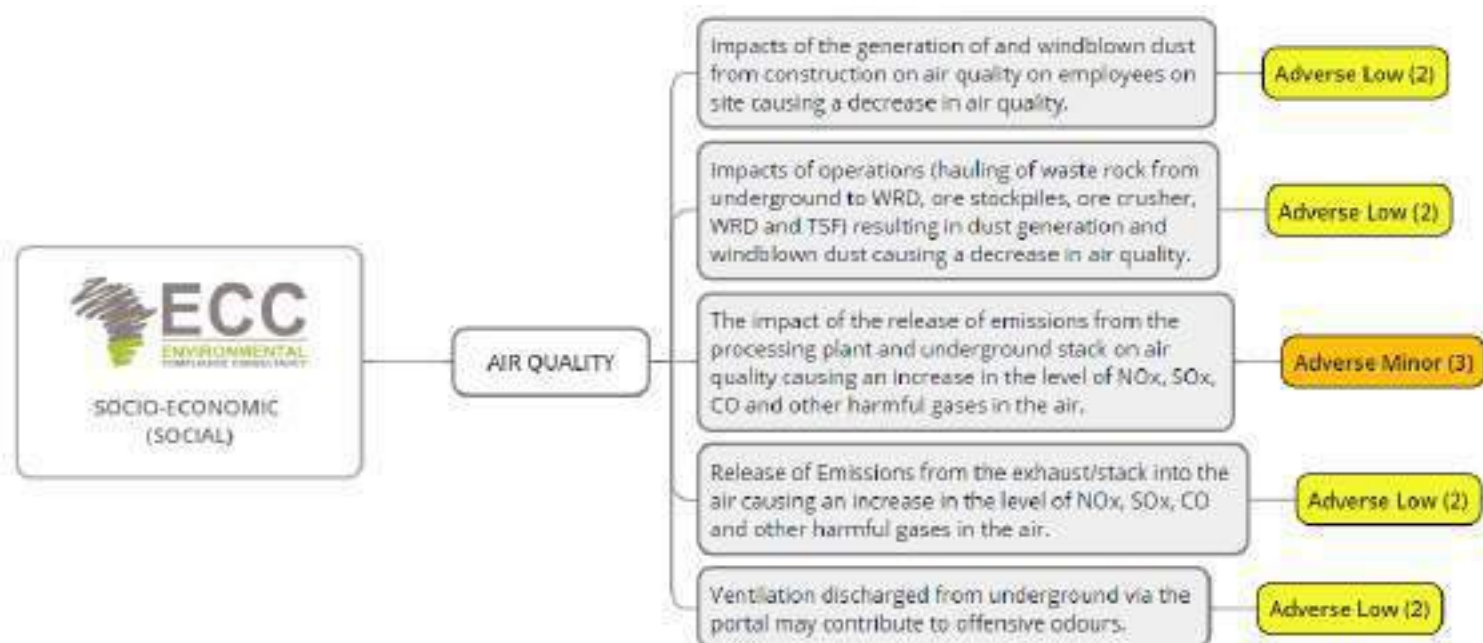 Impacts of the generation of and windblown dust
from construction on air quality on employees on
site causing a decrease in air quality.
Adverse Low (2)
Impacts of operations (hauling of waste rock from
underground to WRD, ore stockpiles, ore crusher,
WRD and TSF) resulting in dust generation and
windblown dust causing a decrease in air quality.
Adverse Low (2)
ECC
ENVIRONMENTAL
COMPLIANCE CONSULTANCY
SOCIO-ECONOMIC
(SOCIAL)
AIR QUALITY
The impact of the release of emissions from the
processing plant and underground stack on air
quality causing an increase in the level of NOx, SOx,
CO and other harmful gases in the air.
Adverse Minor (3)
Release of Emissions from the exhaust/stack into the
air causing an increase in the level of NOx, SOx, CO
and other harmful gases in the air.
Adverse Low (2)
Ventilation discharged from underground via the
portal may contribute to offensive odours.
Adverse Low (2)